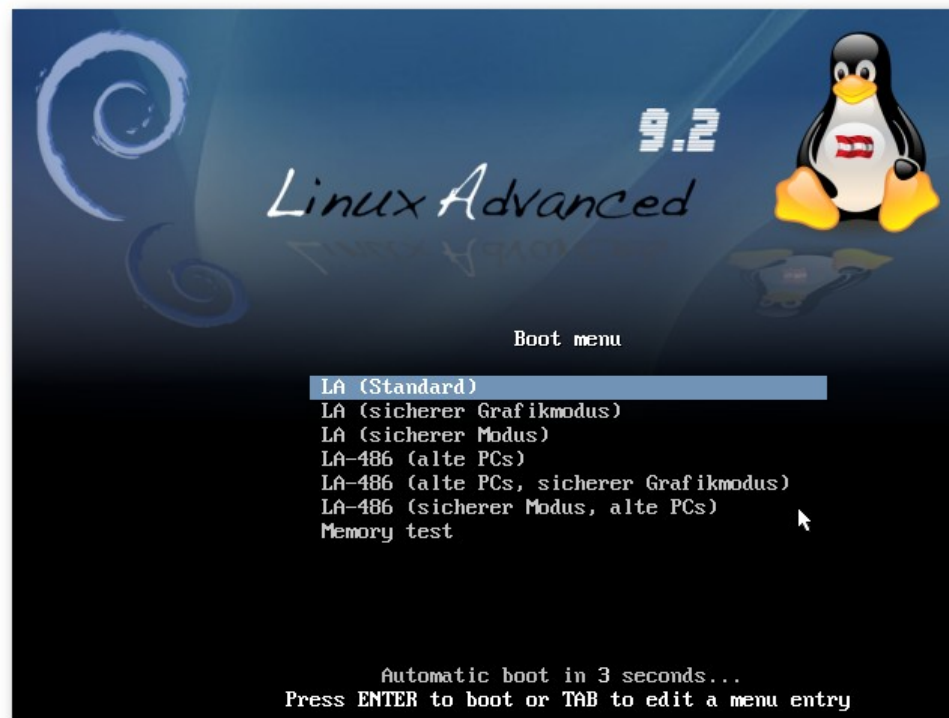 9.2
Linux Advanced
Boot menu
LA (Standard)
LA (sicherer Grafikmodus)
LA (sicherer Modus)
LA-486 (alte PCs)
LA-486 (alte PCs, sicherer Grafikmodus)
LA-486 (sicherer Modus, alte PCs)
Memory test
Automatic boot in 3 seconds...
Press ENTER to boot or TAB to edit a menu entry